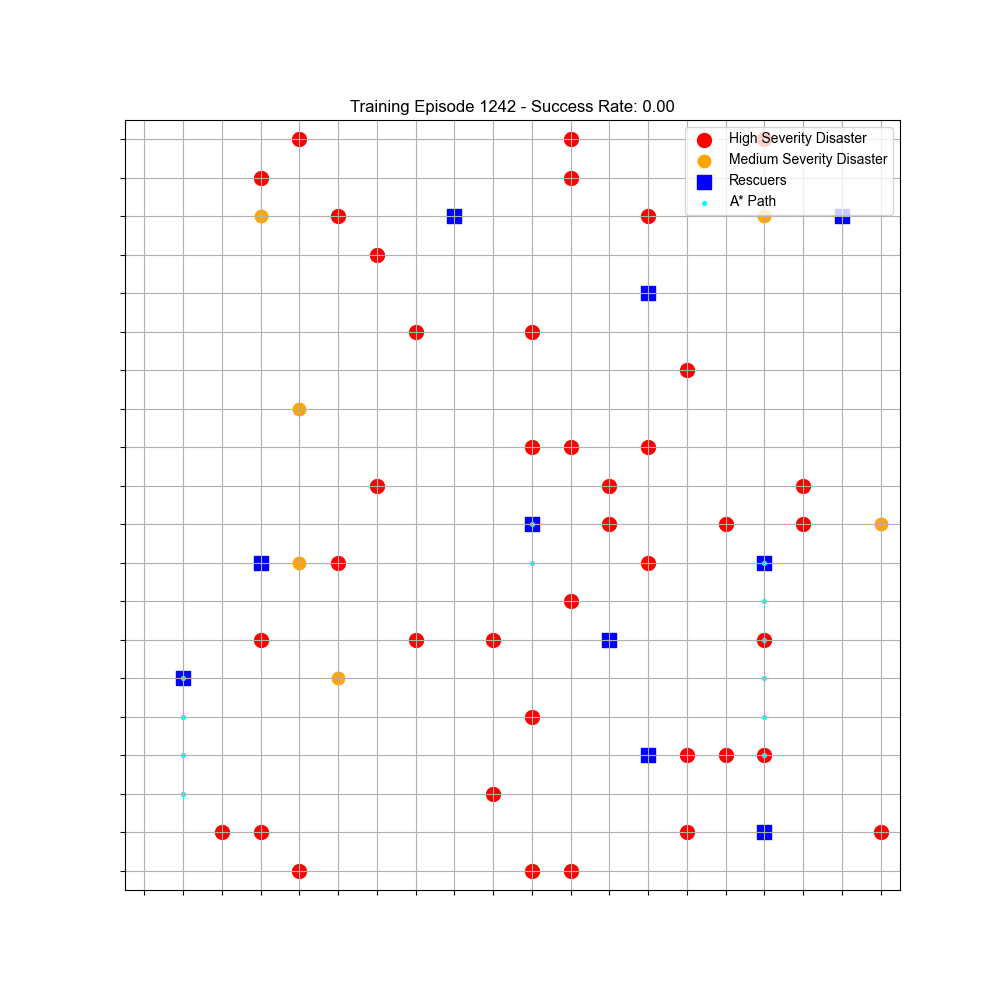 Training Episode 1242 - Success Rate: 0.00
High Severity Disaster
Medium Severity Disaster
Rescuers
A* Path